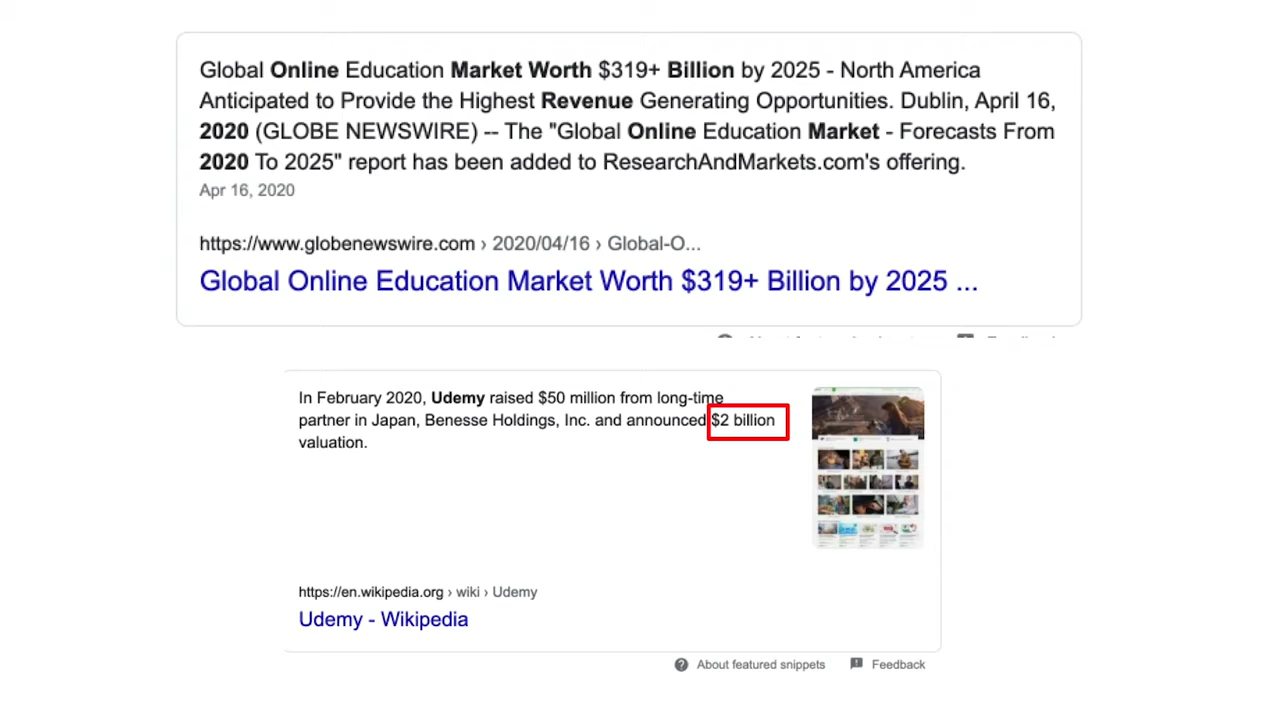 Global Online Education Market Worth $319+ Billion by 2025 - North America
Anticipated to Provide the Highest Revenue Generating Opportunities. Dublin, April 16,
2020 (GLOBE NEWSWIRE) -- The "Global Online Education Market - Forecasts From
2020 To 2025" report has been added to ResearchAndMarkets.com's offering.
Apr 16, 2020
https://www.globenewswire.com › 2020/04/16 › Global-O...
Global Online Education Market Worth $319+ Billion by 2025 ...
In February 2020, Udemy raised $50 million from long-time
partner in Japan, Benesse Holdings, Inc. and announced $2 billion
valuation.
https://en.wikipedia.org › wiki › Udemy
Udemy - Wikipedia
About featured snippets Feedback